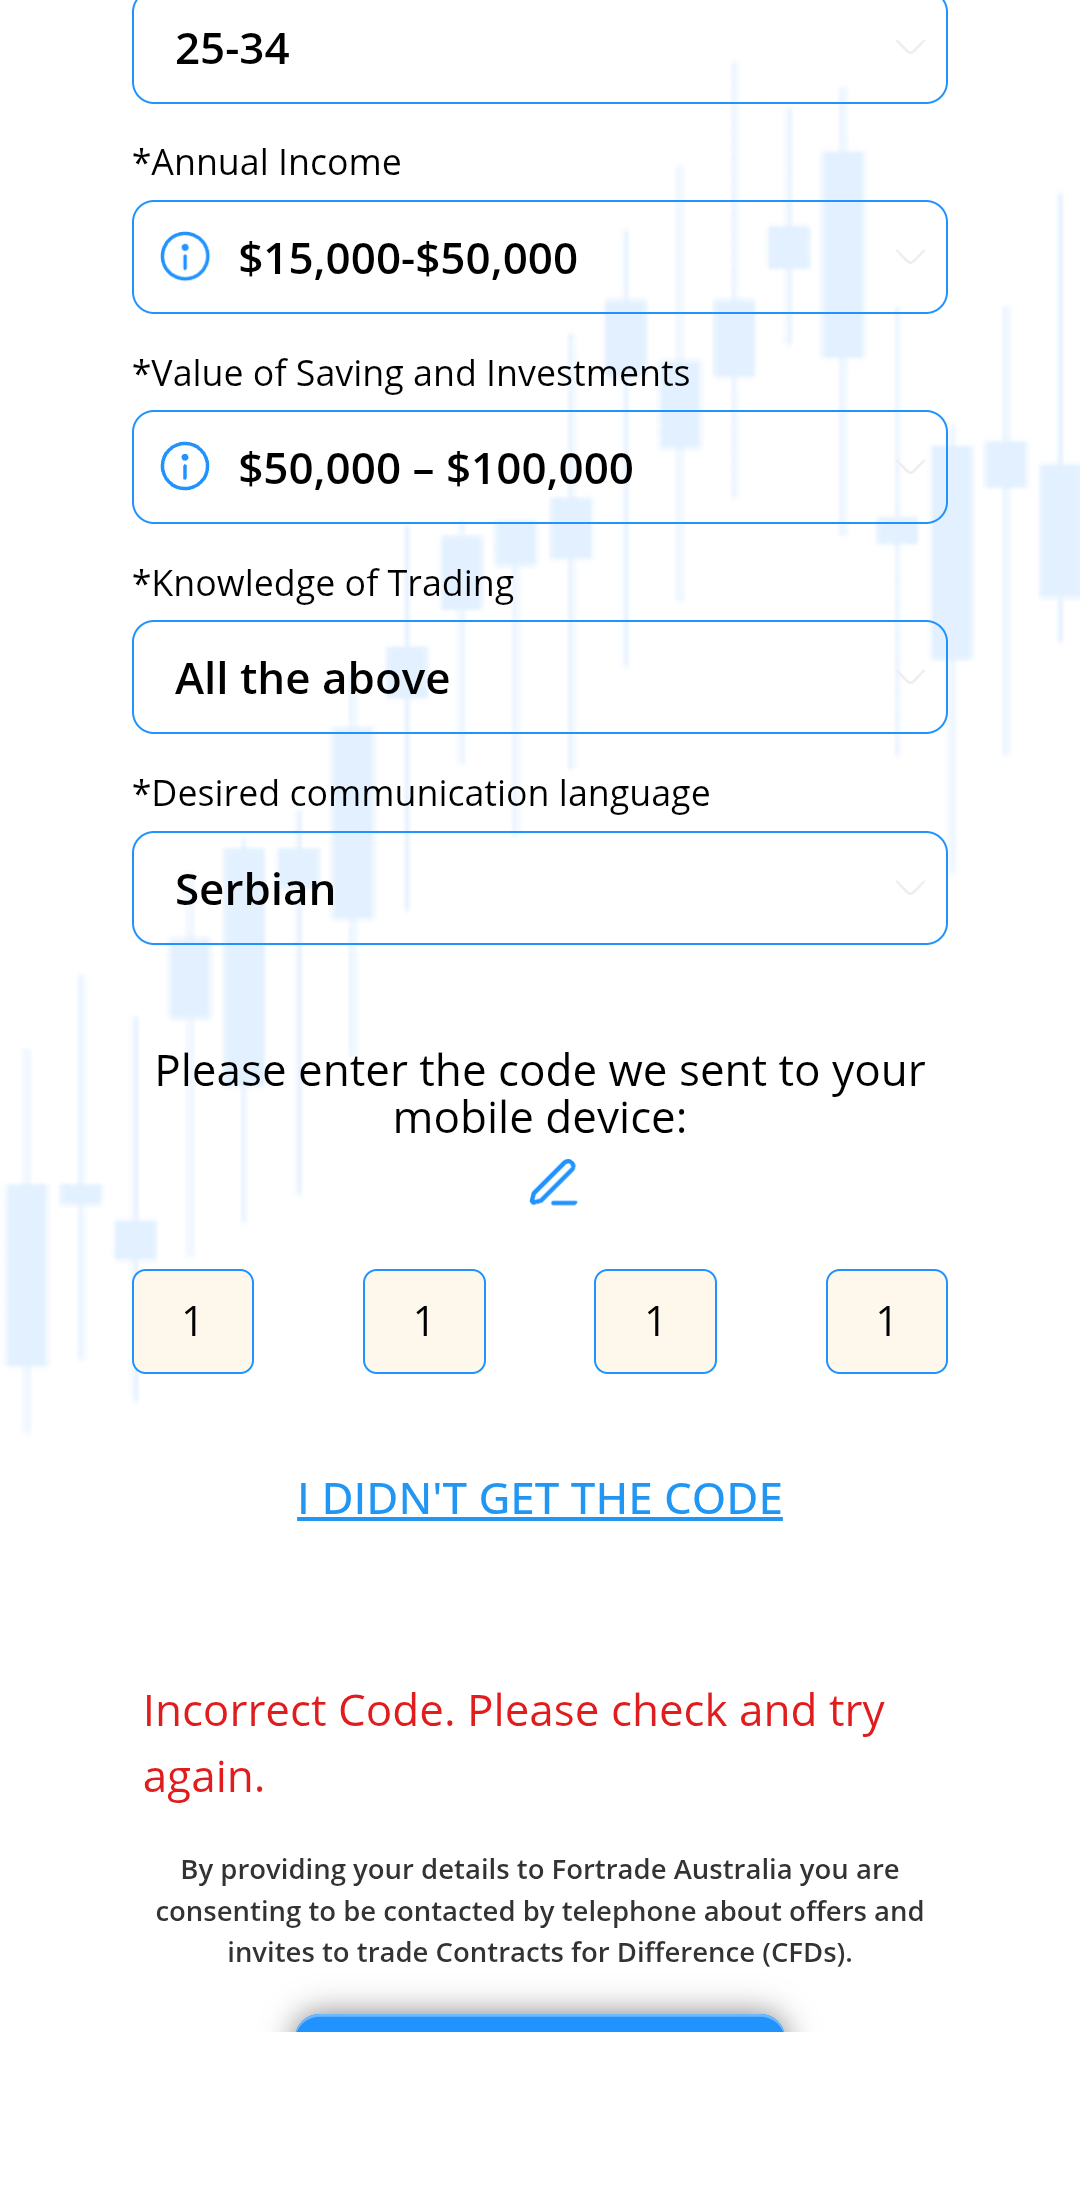 25-34
*Annual Income
$15,000-$50,000
*Value of Saving and Investments
$50,000 – $100,000
*Knowledge of Trading
All the above
*Desired communication language
Serbian
Please enter the code we sent to your
mobile device:
1 1 1 1
I DIDN'T GET THE CODE
Incorrect Code. Please check and try
again.
By providing your details to Fortrade Australia you are
consenting to be contacted by telephone about offers and
invites to trade Contracts for Difference (CFDs).